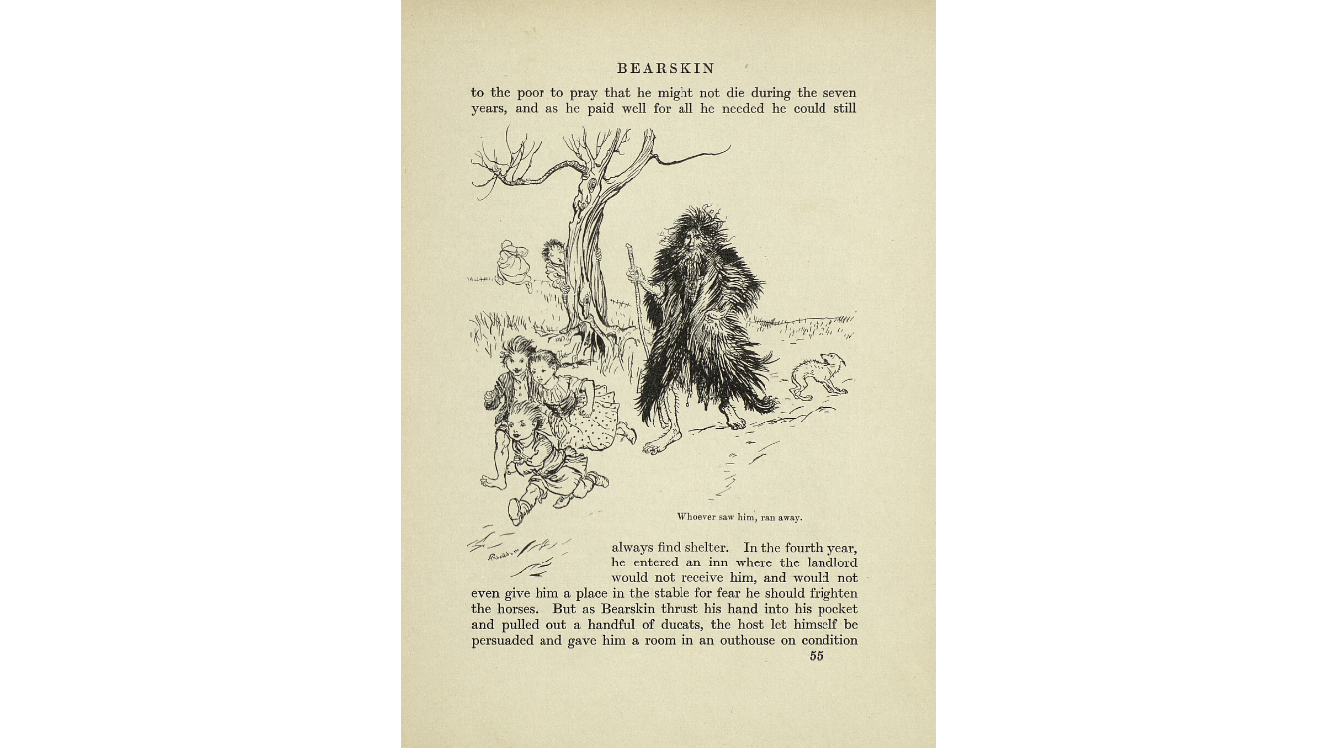 BEARSKIN
to the poor to pray that he might not die during the seven
years, and as he paid well for all he needed he could still
Whoever saw him, ran away.
always find shelter. In the fourth year,
he entered an inn where the landlord
would not receive him, and would not
even give him a place in the stable for fear he should frighten
the horses. But as Bearskin thrust his hand into his pocket
and pulled out a handful of ducats, the host let himself be
persuaded and gave him a room in an outhouse on condition
55